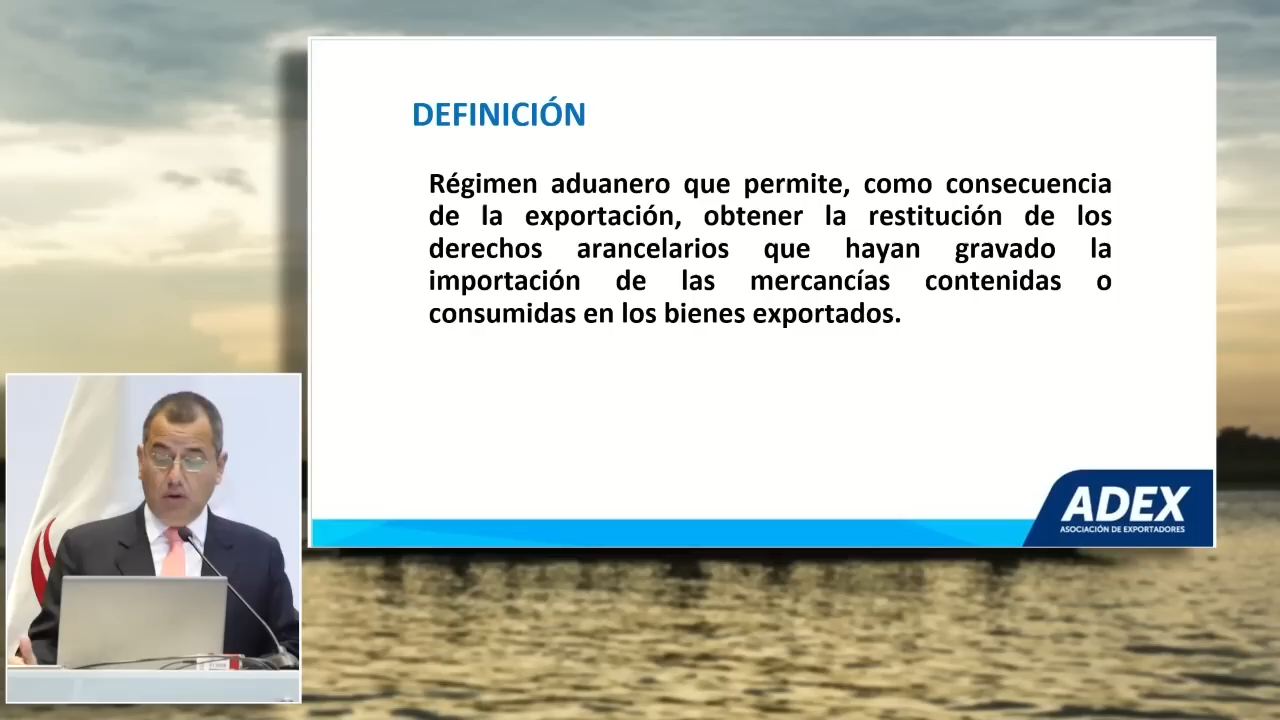 DEFINICIÓN
Régimen aduanero que permite, como consecuencia
de la exportación, obtener la restitución de los
derechos arancelarios que hayan gravado la
importación de las mercancías contenidas o
consumidas en los bienes exportados.
ADEX
ASOCIACIÓN DE EXPORTADORES